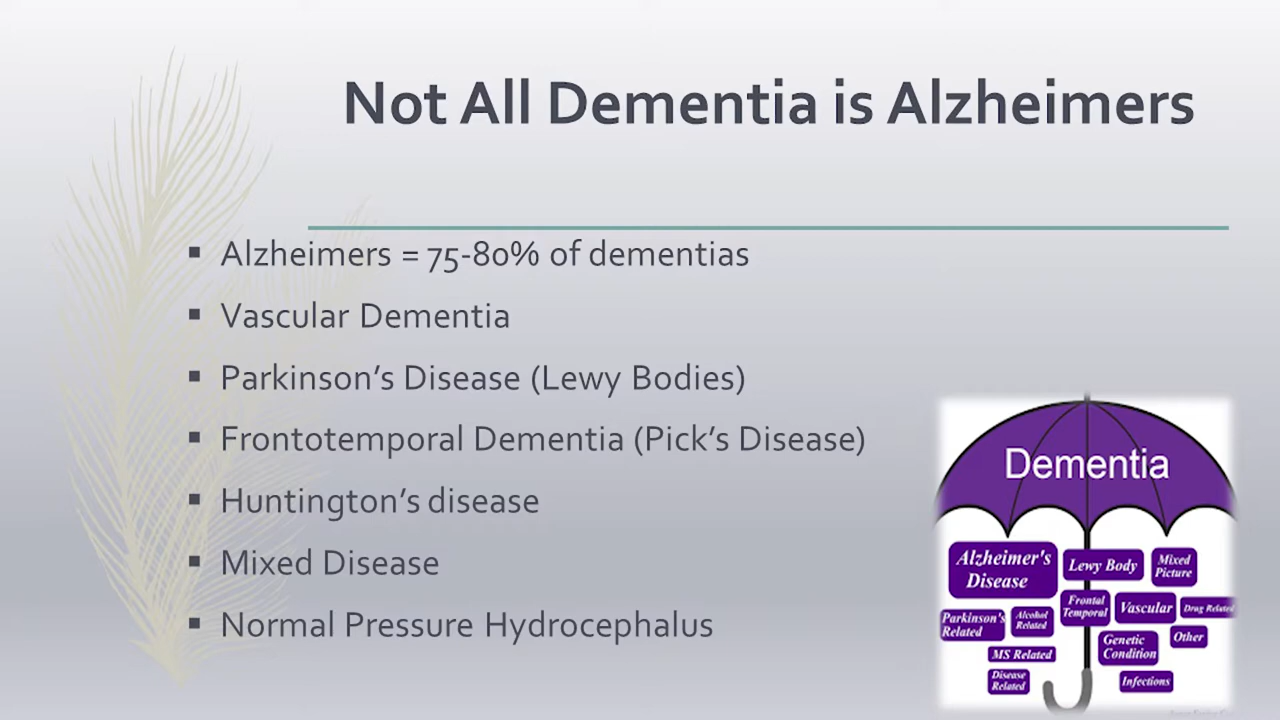 Not All Dementia is Alzheimers
▪ Alzheimers = 75-80% of dementias
▪ Vascular Dementia
▪ Parkinson’s Disease (Lewy Bodies)
▪ Frontotemporal Dementia (Pick’s Disease)
▪ Huntington’s disease
▪ Mixed Disease
▪ Normal Pressure Hydrocephalus
Dementia
Alzheimer's
Disease
Lewy Body
Mixed
Picture
Parkinson's
Related
Alcohol
Related
Frontal
Temporal
Vascular
Drug Related
MS Related
Genetic
Condition
Other
Disease
Related
Infections